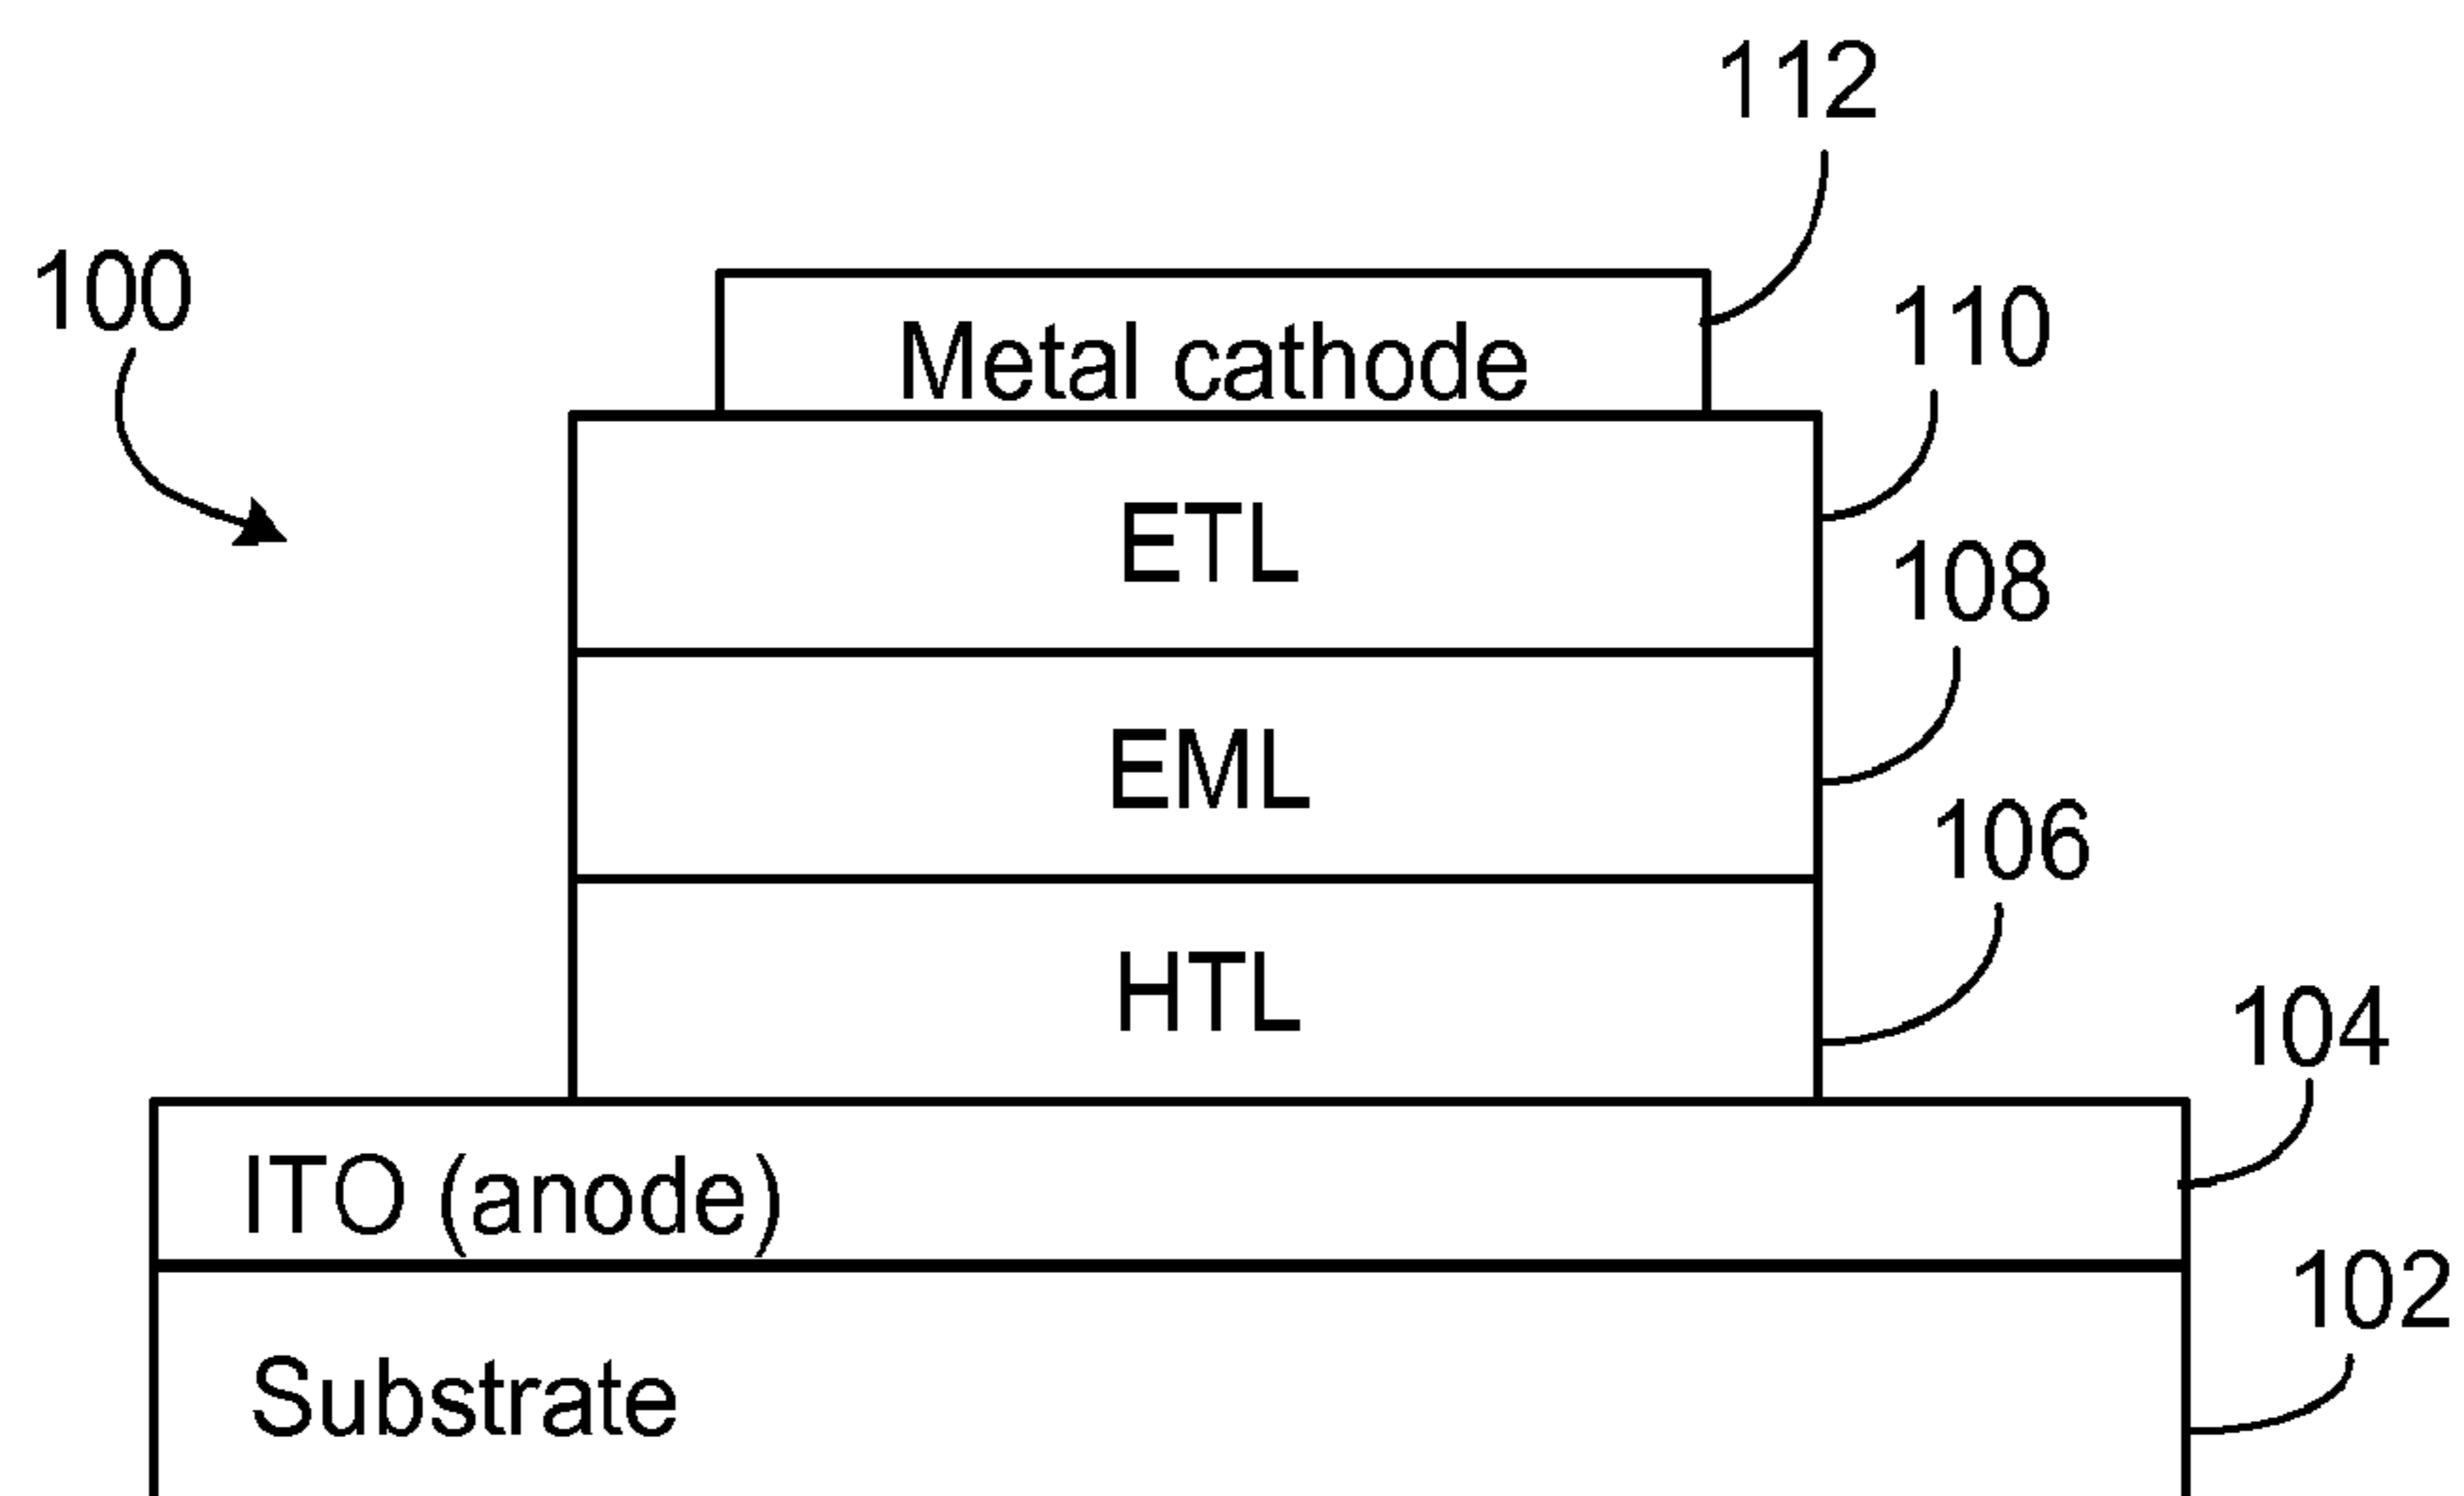 112
100
110
Metal cathode
ETL
108
EML
106
HTL
104
ITO (anode)
102
Substrate